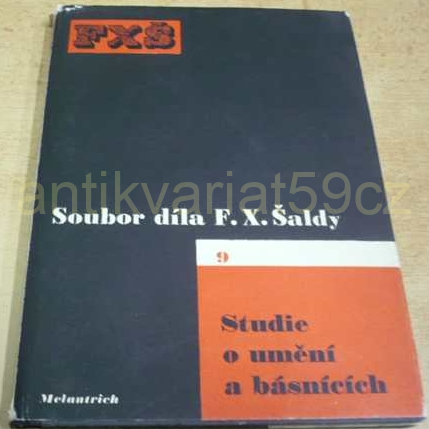 FXŠ
antikvariat59cz
Soubor díla F. X. Šaldy
9
Studie
o umění
a básnících
Melantrich